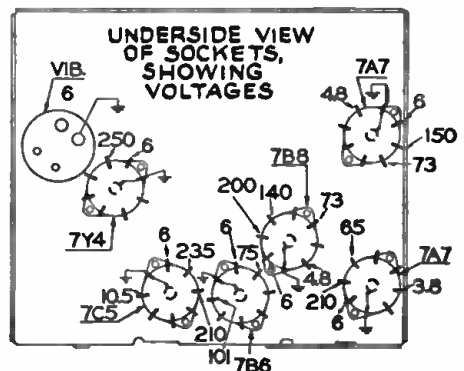 UNDERSIDE VIEW
OF SOCKETS,
SHOWING
VOLTAGES
VIB.
6
7A7
4.8
6
150
73
250
6
7Y4
7B8
200
140
73
4.8
6
6
235
10.5
7C5
210
6
75
101
7B6
65
7A7
210
3.8
6